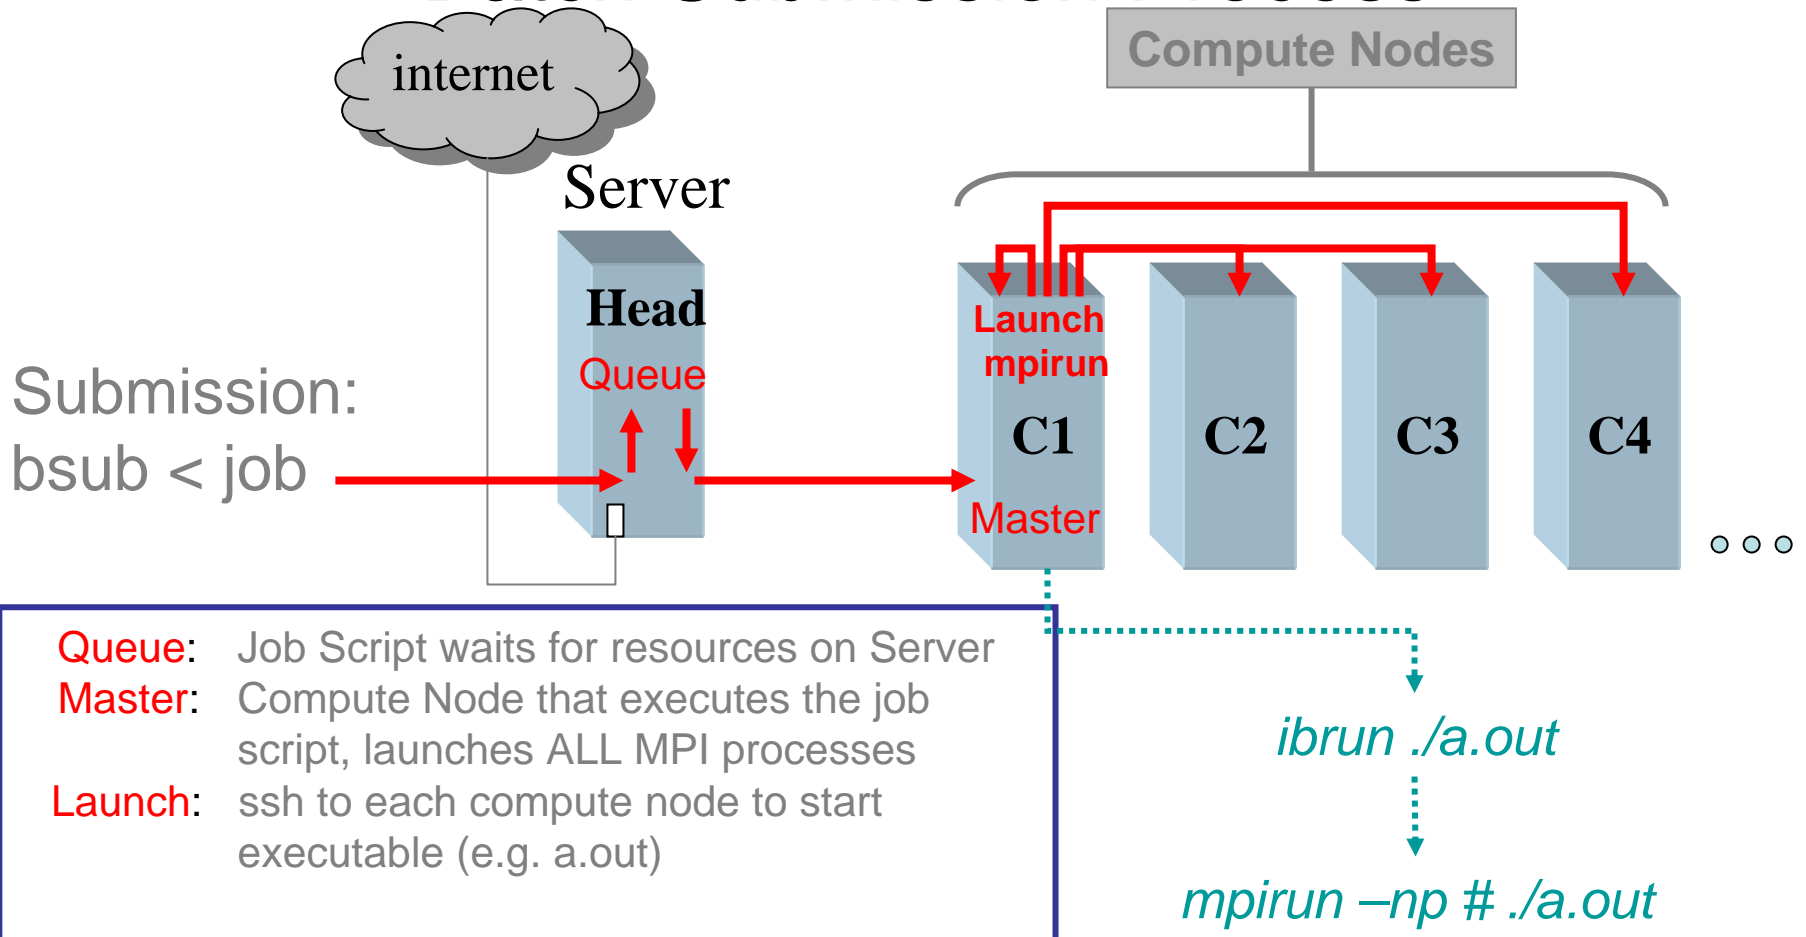 Compute Nodes
internet
Server
Head
Queue
Launch
mpirun
Submission:
bsub < job
C1
C2
C3
C4
Master
Queue: Job Script waits for resources on Server
Master: Compute Node that executes the job
script, launches ALL MPI processes
Launch: ssh to each compute node to start
executable (e.g. a.out)
ibrun ./a.out
mpirun –np # ./a.out